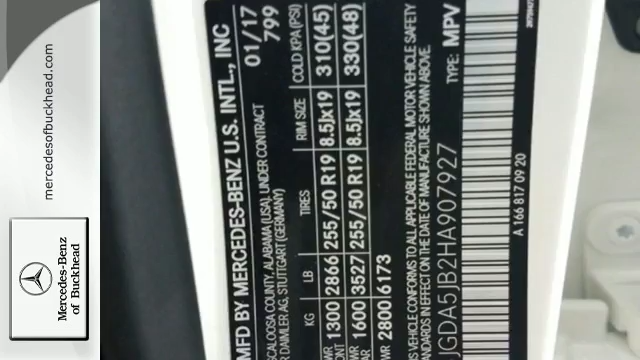 mercedesofbuckhead.com
Mercedes-Benz
of Buckhead
MFD BY MERCEDES-BENZ U.S. INTL., INC
SCALOOSA COUNTY, ALABAMA (USA), UNDER CONTRACT
R DAIMLER AG, STUTTGART (GERMANY)
01/17
799
KG LB TIRES RIM SIZE COLD KPA (PSI)
1300 2866 255/50 R19 8.5Jx19 310(45)
1600 3527 255/50 R19 8.5Jx19 330(48)
2800 6173
IS VEHICLE CONFORMS TO ALL APPLICABLE FEDERAL MOTOR VEHICLE SAFETY
NDARDS IN EFFECT ON THE DATE OF MANUFACTURE SHOWN ABOVE.
JGDA5JB2HA907927 TYPE: MPV
A 166 817 09 20